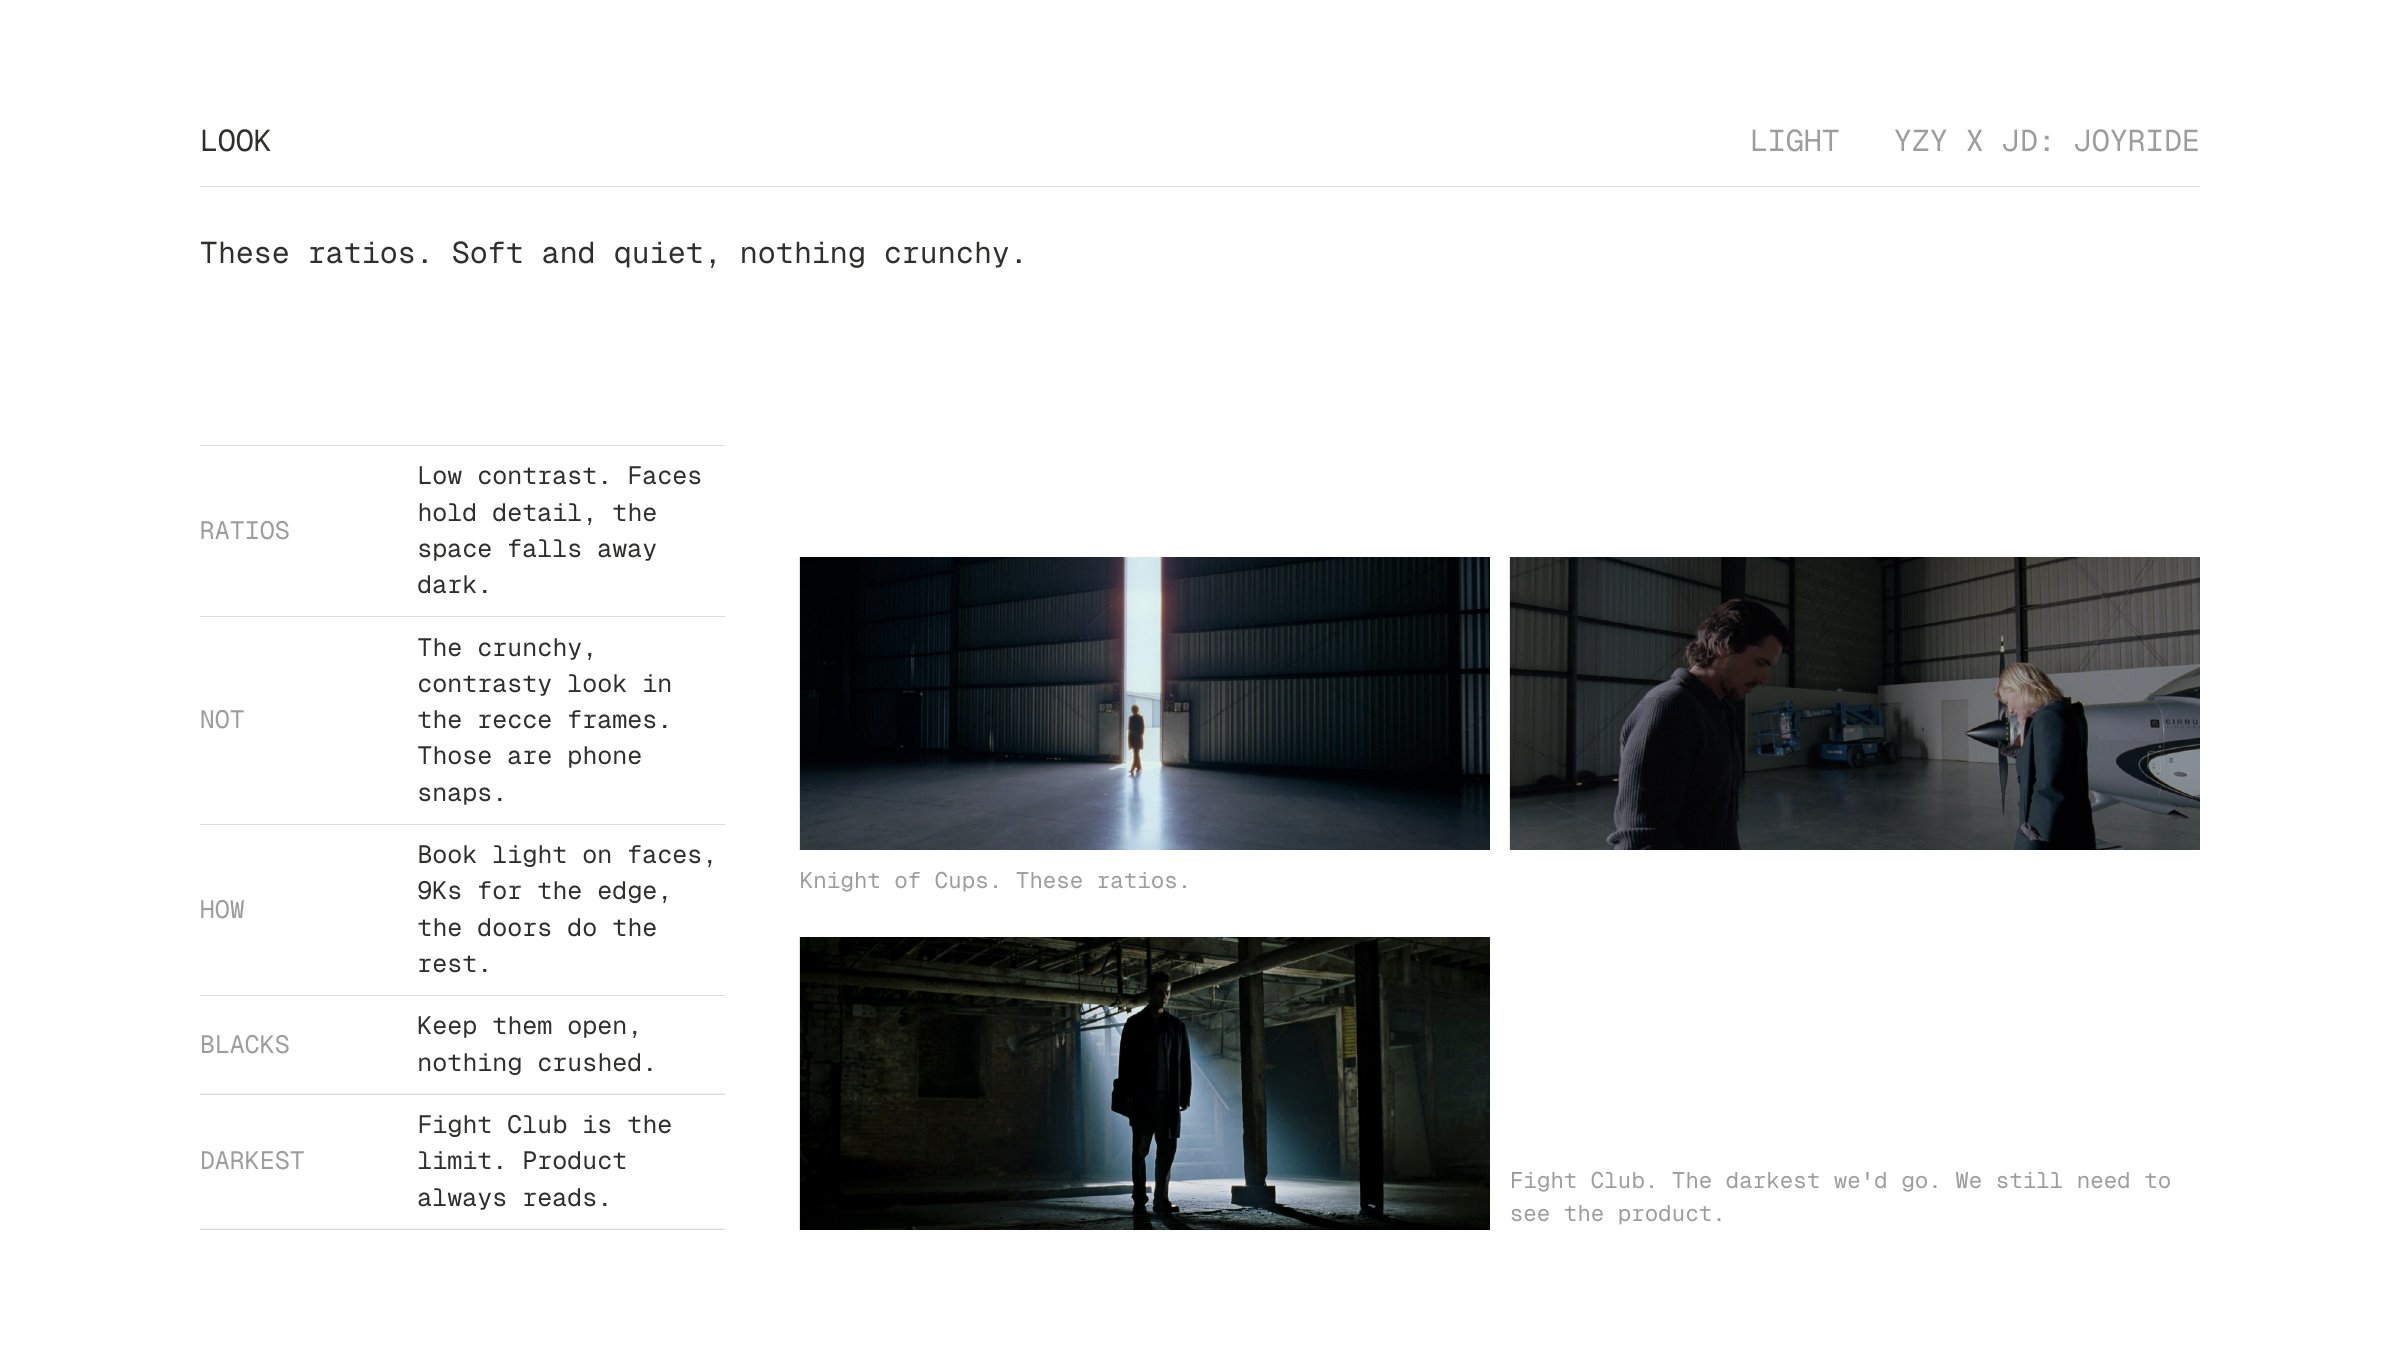 LOOK
LIGHT YZY X JD: JOYRIDE
These ratios. Soft and quiet, nothing crunchy.
RATIOS
Low contrast. Faces
hold detail, the
space falls away
dark.
NOT
The crunchy,
contrasty look in
the recce frames.
Those are phone
snaps.
HOW
Book light on faces,
9Ks for the edge,
the doors do the
rest.
BLACKS
Keep them open,
nothing crushed.
DARKEST
Fight Club is the
limit. Product
always reads.
Knight of Cups. These ratios.
Fight Club. The darkest we'd go. We still need to
see the product.